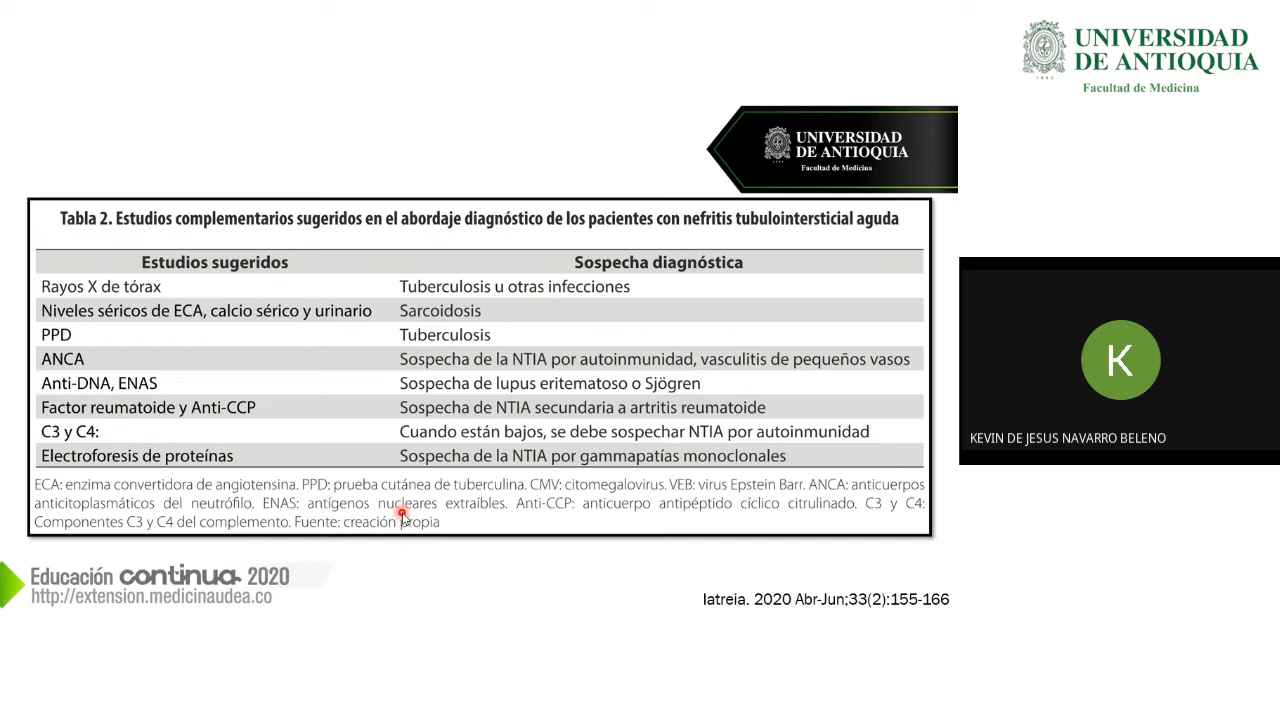 UNIVERSIDAD
DE ANTIOQUIA
Facultad de Medicina
UNIVERSIDAD
DE ANTIOQUIA
Facultad de Medicina
Tabla 2. Estudios complementarios sugeridos en el abordaje diagnóstico de los pacientes con nefritis tubulointersticial aguda
Estudios sugeridos Sospecha diagnóstica
Rayos X de tórax Tuberculosis u otras infecciones
Niveles séricos de ECA, calcio sérico y urinario Sarcoidosis
PPD Tuberculosis
ANCA Sospecha de la NTIA por autoinmunidad, vasculitis de pequeños vasos
Anti-DNA, ENAS Sospecha de lupus eritematoso o Sjögren
Factor reumatoide y Anti-CCP Sospecha de NTIA secundaria a artritis reumatoide
C3 y C4: Cuando están bajos, se debe sospechar NTIA por autoinmunidad
Electroforesis de proteínas Sospecha de la NTIA por gammapatías monoclonales
ECA: enzima convertidora de angiotensina. PPD: prueba cutánea de tuberculina. CMV: citomegalovirus. VEB: virus Epstein Barr. ANCA: anticuerpos
anticitoplasmáticos del neutrófilo. ENAS: antígenos nucleares extraíbles. Anti-CCP: anticuerpo antipéptido cíclico citrulinado. C3 y C4:
Componentes C3 y C4 del complemento. Fuente: creación propia
K
KEVIN DE JESUS NAVARRO BELENO
Educación continua 2020
http://extension.medicinaudea.co
Iatreia. 2020 Abr-Jun;33(2):155-166